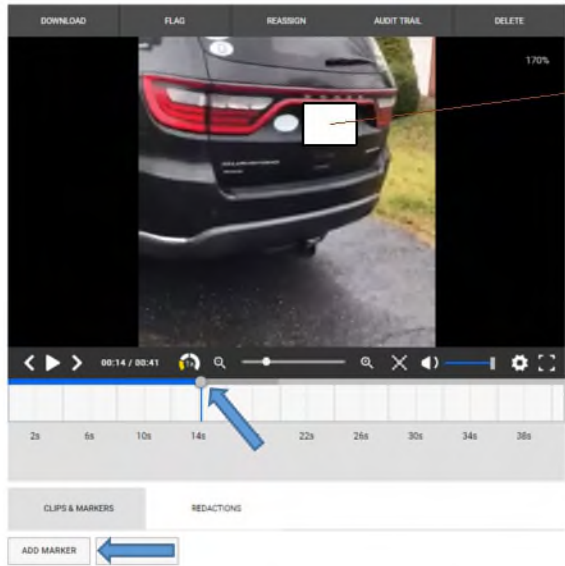 DOWNLOAD FLAG REASSIGN AUDIT TRAIL DELETE
170%
00:14 / 00:41 1x
2s 6s 10s 14s 22s 26s 30s 34s 38s
CLIPS & MARKERS REDACTIONS
ADD MARKER